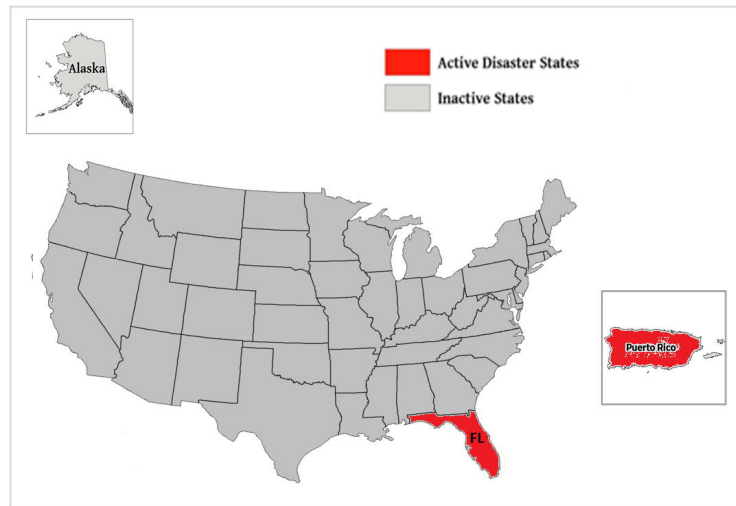 Alaska
Active Disaster States
Inactive States
Puerto Rico
FL